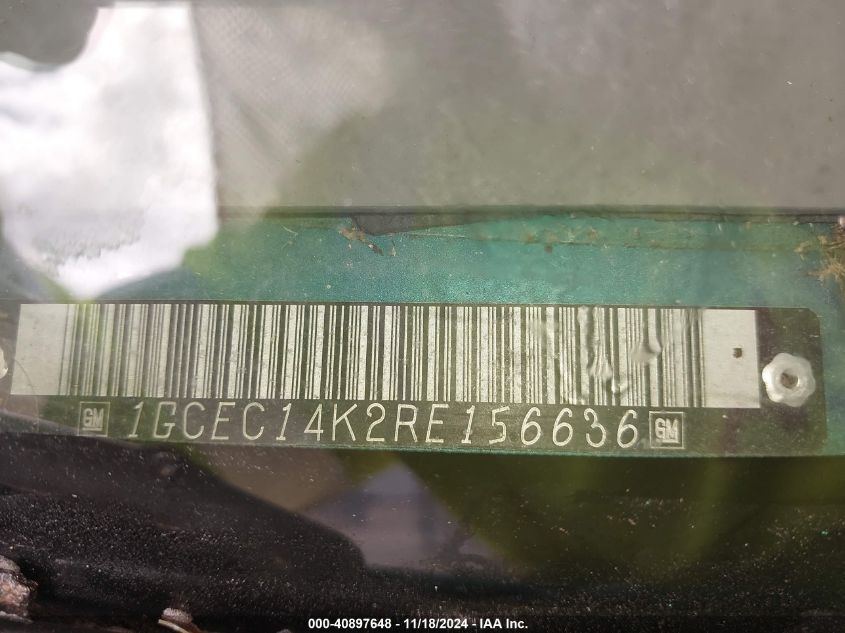 GM 1GCEC14K2RE156636 GM
000-40897648 - 11/18/2024 - IAA Inc.